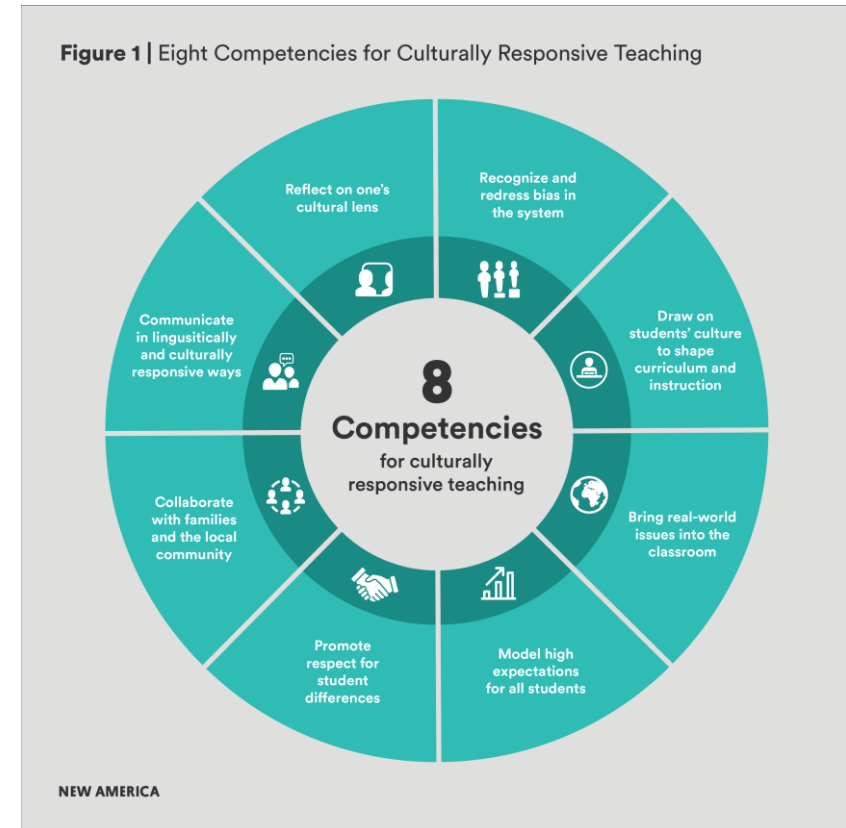 Figure 1 | Eight Competencies for Culturally Responsive Teaching
Reflect on one's
cultural lens
Recognize and
redress bias in
the system
Draw on
students' culture
to shape
curriculum and
instruction
Bring real-world
issues into the
classroom
Model high
expectations
for all students
Promote
respect for
student
differences
Collaborate
with families
and the local
community
Communicate
in lingusitically
and culturally
responsive ways
8
Competencies
for culturally
responsive teaching
NEW AMERICA